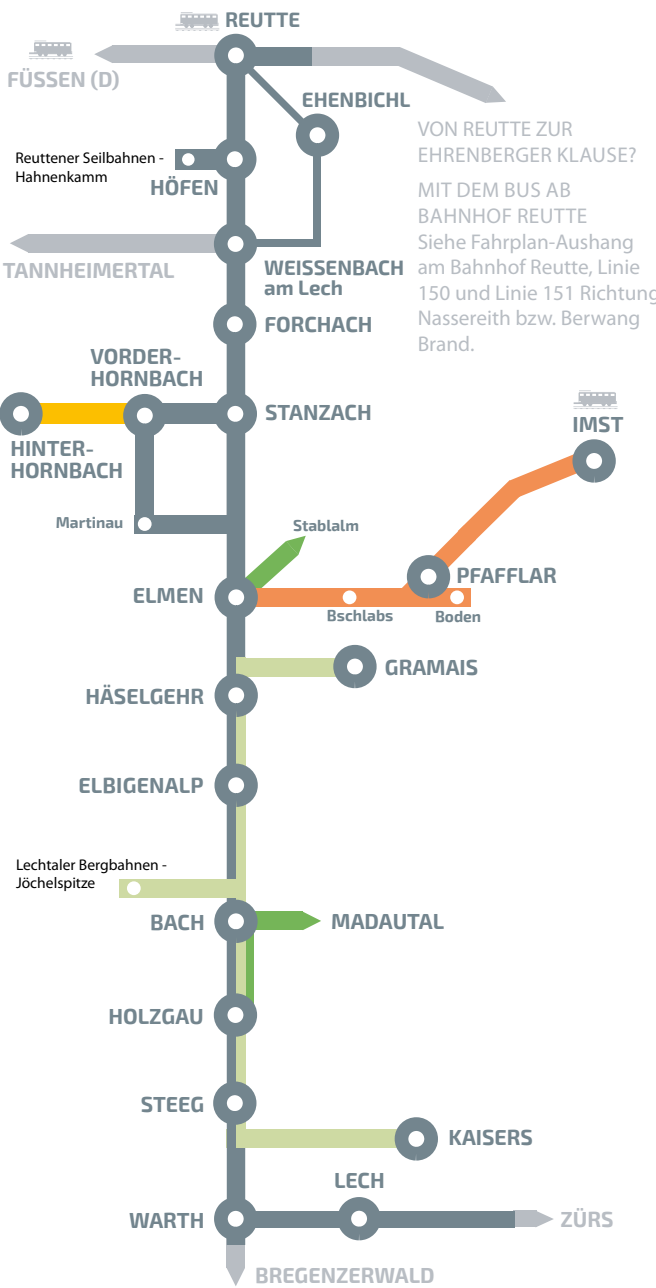 REUTTE
FÜSSEN (D)
EHENBICHL
VON REUTTE ZUR
EHRENBERGER KLAUSE?
MIT DEM BUS AB
BAHNHOF REUTTE
Siehe Fahrplan-Aushang
am Bahnhof Reutte, Linie
150 und Linie 151 Richtung
Nassereith bzw. Berwang
Brand.
Reuttener Seilbahnen -
Hahnenkamm
HÖFEN
TANNHEIMERTAL
WEISSENBACH
am Lech
FORCHACH
VORDER-
HORNBACH
STANZACH
HINTER-
HORNBACH
IMST
Martinau
Stablalm
PFAFFLAR
ELMEN
Bschlabs
Boden
GRAMAIS
HÄSELGEHR
ELBIGENALP
Lechtaler Bergbahnen -
Jöchelspitze
BACH
MADAUTAL
HOLZGAU
STEEG
KAISERS
LECH
WARTH
ZÜRS
BREGENZERWALD